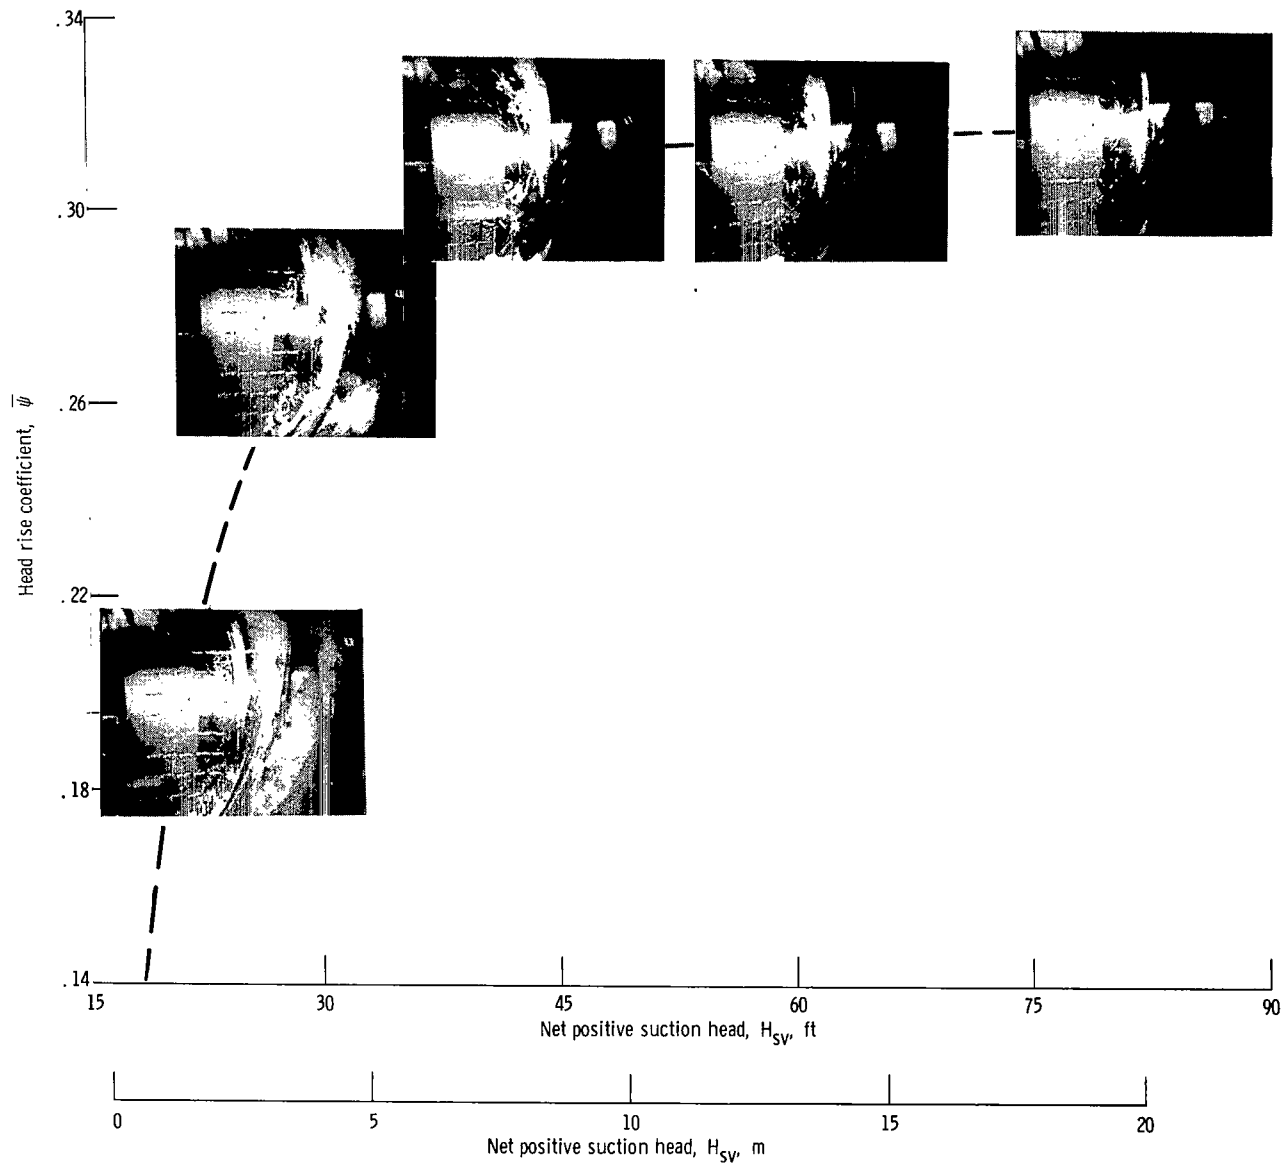 .34
.30
.26
.22
.18
.14
Head rise coefficient, ψ̅
15 30 45 60 75 90
Net positive suction head, H_SV, ft
0 5 10 15 20
Net positive suction head, H_SV, m